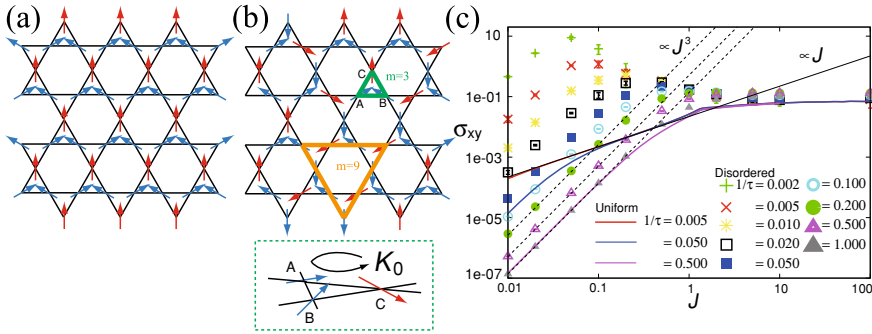 (a)
(b)
C
m=3
A
B
m=9
A
B
C
K₀
(c)
10
1e-01
σxy
1e-03
1e-05
1e-07
0.01
0.1
1
10
100
J
∝J³
∝J
Uniform
1/τ = 0.005
= 0.050
= 0.500
Disordered
1/τ = 0.002
= 0.005
= 0.010
= 0.020
= 0.050
= 0.100
= 0.200
= 0.500
= 1.000